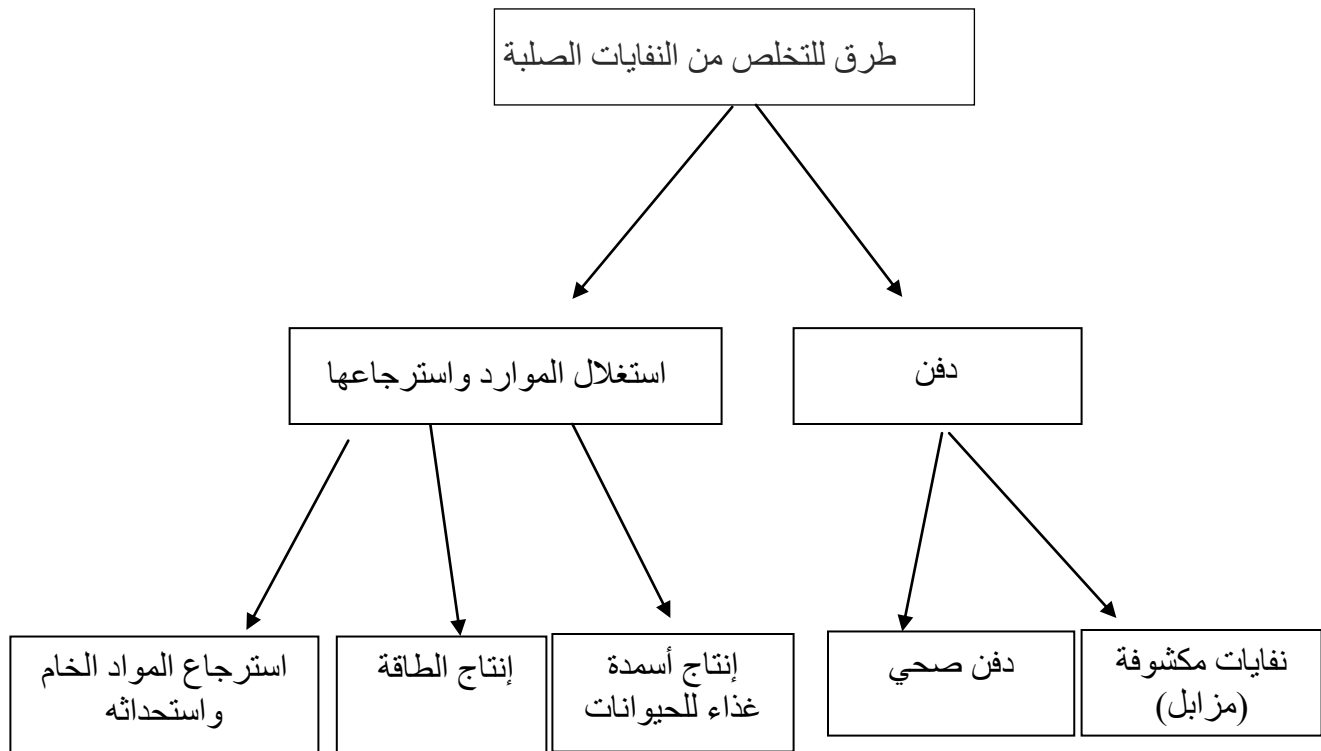 طرق للتخلص من النفايات الصلبة
دفن
استغلال الموارد واسترجاعها
نفايات مكشوفة
(مزابل)
دفن صحي
إنتاج أسمدة
غذاء للحيوانات
إنتاج الطاقة
استرجاع المواد الخام
واستحداثه